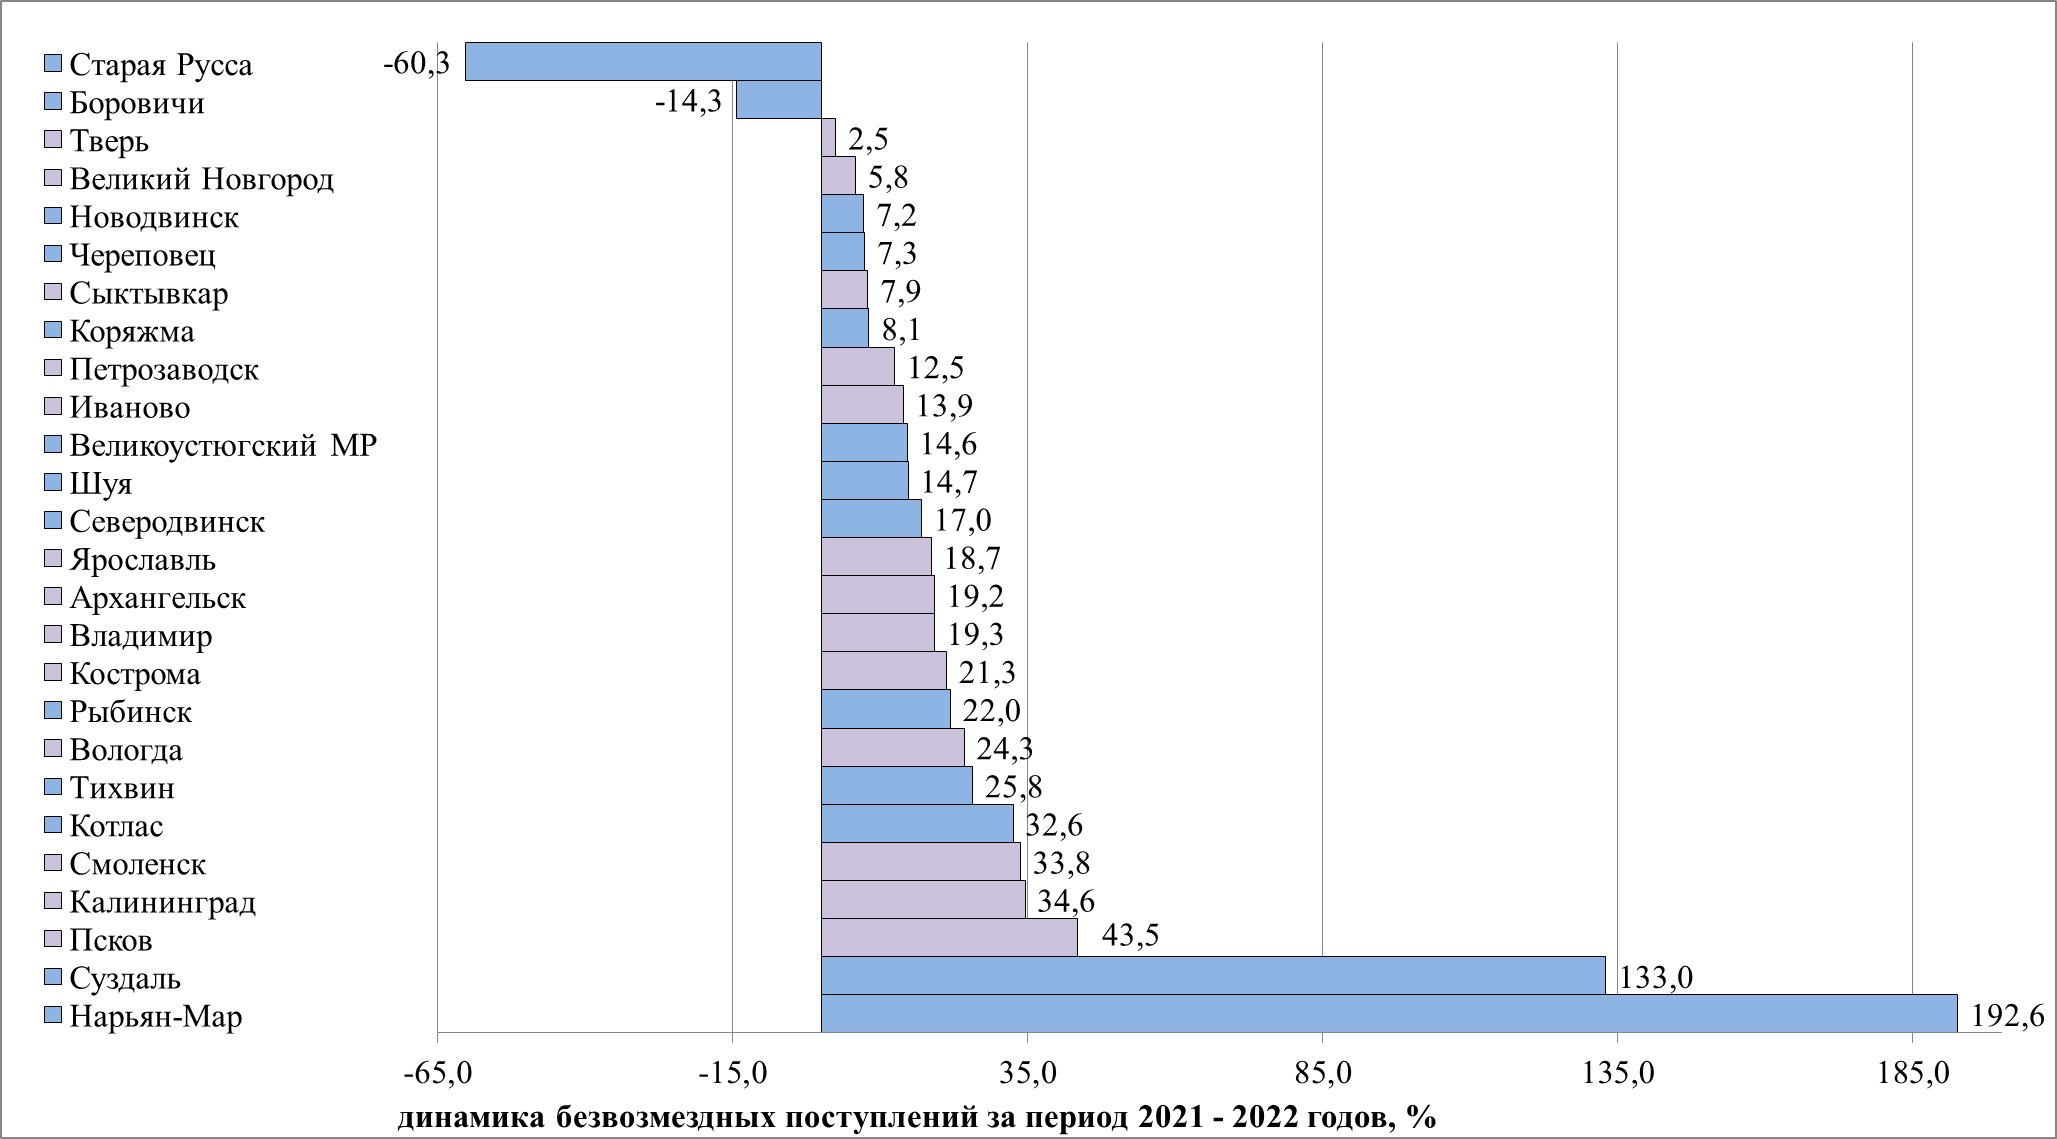 Старая Русса -60,3
Боровичи -14,3
Тверь 2,5
Великий Новгород 5,8
Новодвинск 7,2
Череповец 7,3
Сыктывкар 7,9
Коряжма 8,1
Петрозаводск 12,5
Иваново 13,9
Великоустюгский МР 14,6
Шуя 14,7
Северодвинск 17,0
Ярославль 18,7
Архангельск 19,2
Владимир 19,3
Кострома 21,3
Рыбинск 22,0
Вологда 24,3
Тихвин 25,8
Котлас 32,6
Смоленск 33,8
Калининград 34,6
Псков 43,5
Суздаль 133,0
Нарьян-Мар 192,6
-65,0 -15,0 35,0 85,0 135,0 185,0
динамика безвозмездных поступлений за период 2021 - 2022 годов, %